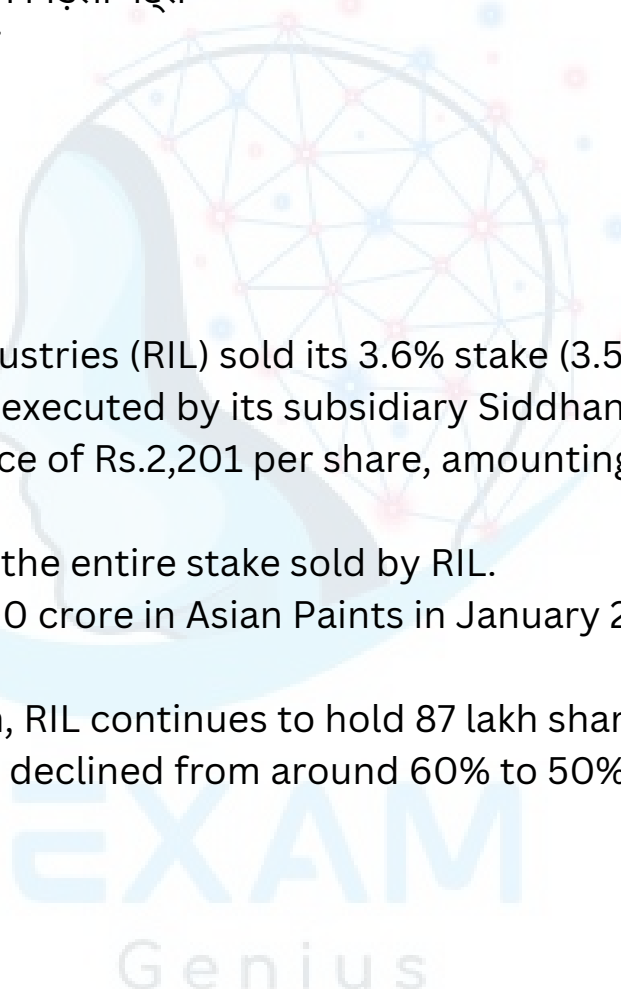 ustries (RIL) sold its 3.6% stake (3.5
executed by its subsidiary Siddhan
ce of Rs.2,201 per share, amounting
the entire stake sold by RIL.
0 crore in Asian Paints in January 2
, RIL continues to hold 87 lakh shar
declined from around 60% to 50%
EXAM
Genius